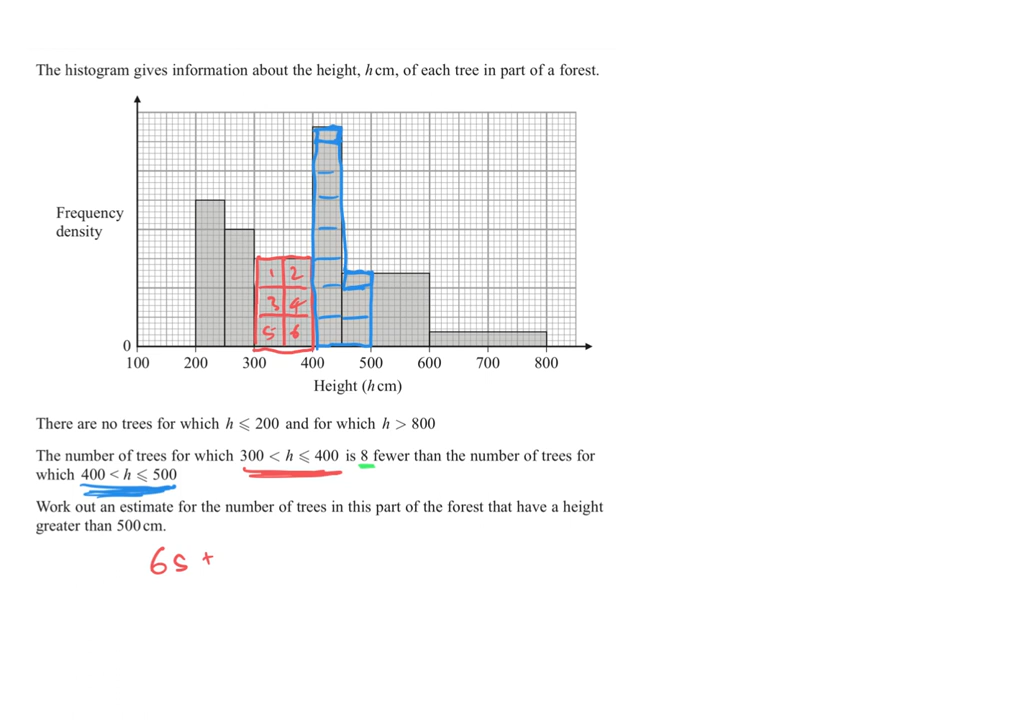 The histogram gives information about the height, h cm, of each tree in part of a forest.
Frequency
density
1 2
3 4
5 6
0
100 200 300 400 500 600 700 800
Height (h cm)
There are no trees for which h ⩽ 200 and for which h > 800
The number of trees for which 300 < h ⩽ 400 is 8 fewer than the number of trees for
which 400 < h ⩽ 500
Work out an estimate for the number of trees in this part of the forest that have a height
greater than 500 cm.
6s +